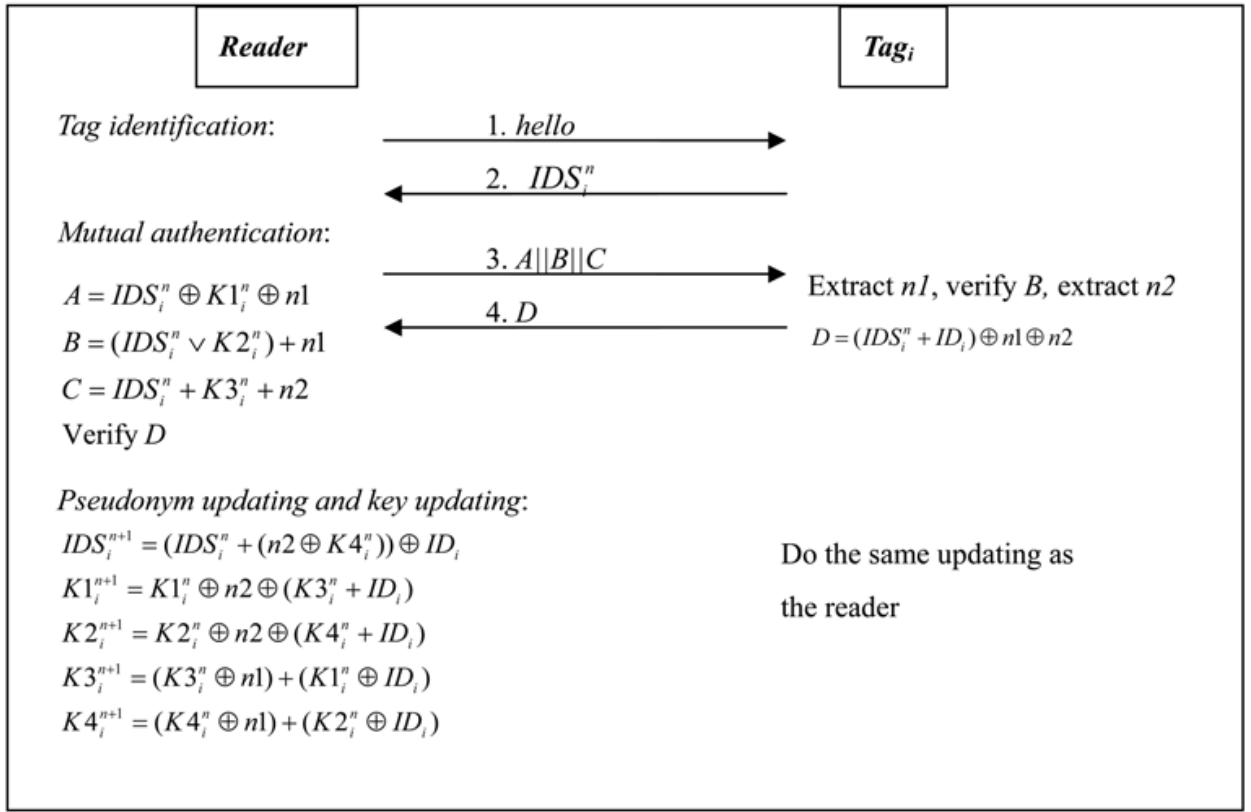 Reader
Tag_i
Tag identification:
1. hello
2. IDS_i^n
Mutual authentication:
3. A||B||C
A = IDS_i^n ⊕ K1_i^n ⊕ n1
Extract n1, verify B, extract n2
4. D
B = (IDS_i^n ∨ K2_i^n) + n1
D = (IDS_i^n + ID_i) ⊕ n1 ⊕ n2
C = IDS_i^n + K3_i^n + n2
Verify D
Pseudonym updating and key updating:
IDS_i^{n+1} = (IDS_i^n + (n2 ⊕ K4_i^n)) ⊕ ID_i
K1_i^{n+1} = K1_i^n ⊕ n2 ⊕ (K3_i^n + ID_i)
K2_i^{n+1} = K2_i^n ⊕ n2 ⊕ (K4_i^n + ID_i)
K3_i^{n+1} = (K3_i^n ⊕ n1) + (K1_i^n ⊕ ID_i)
K4_i^{n+1} = (K4_i^n ⊕ n1) + (K2_i^n ⊕ ID_i)
Do the same updating as
the reader